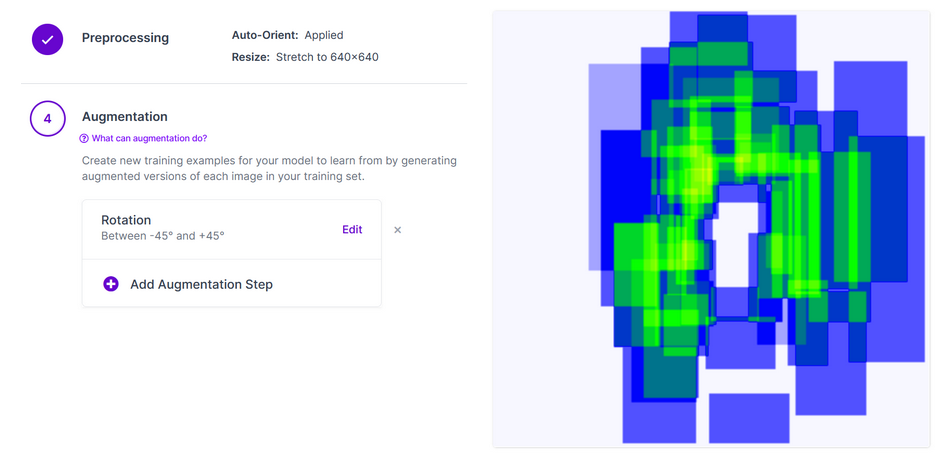 Preprocessing
Auto-Orient: Applied
Resize: Stretch to 640×640
4
Augmentation
? What can augmentation do?
Create new training examples for your model to learn from by generating
augmented versions of each image in your training set.
Rotation
Between -45° and +45°
Edit
×
Add Augmentation Step